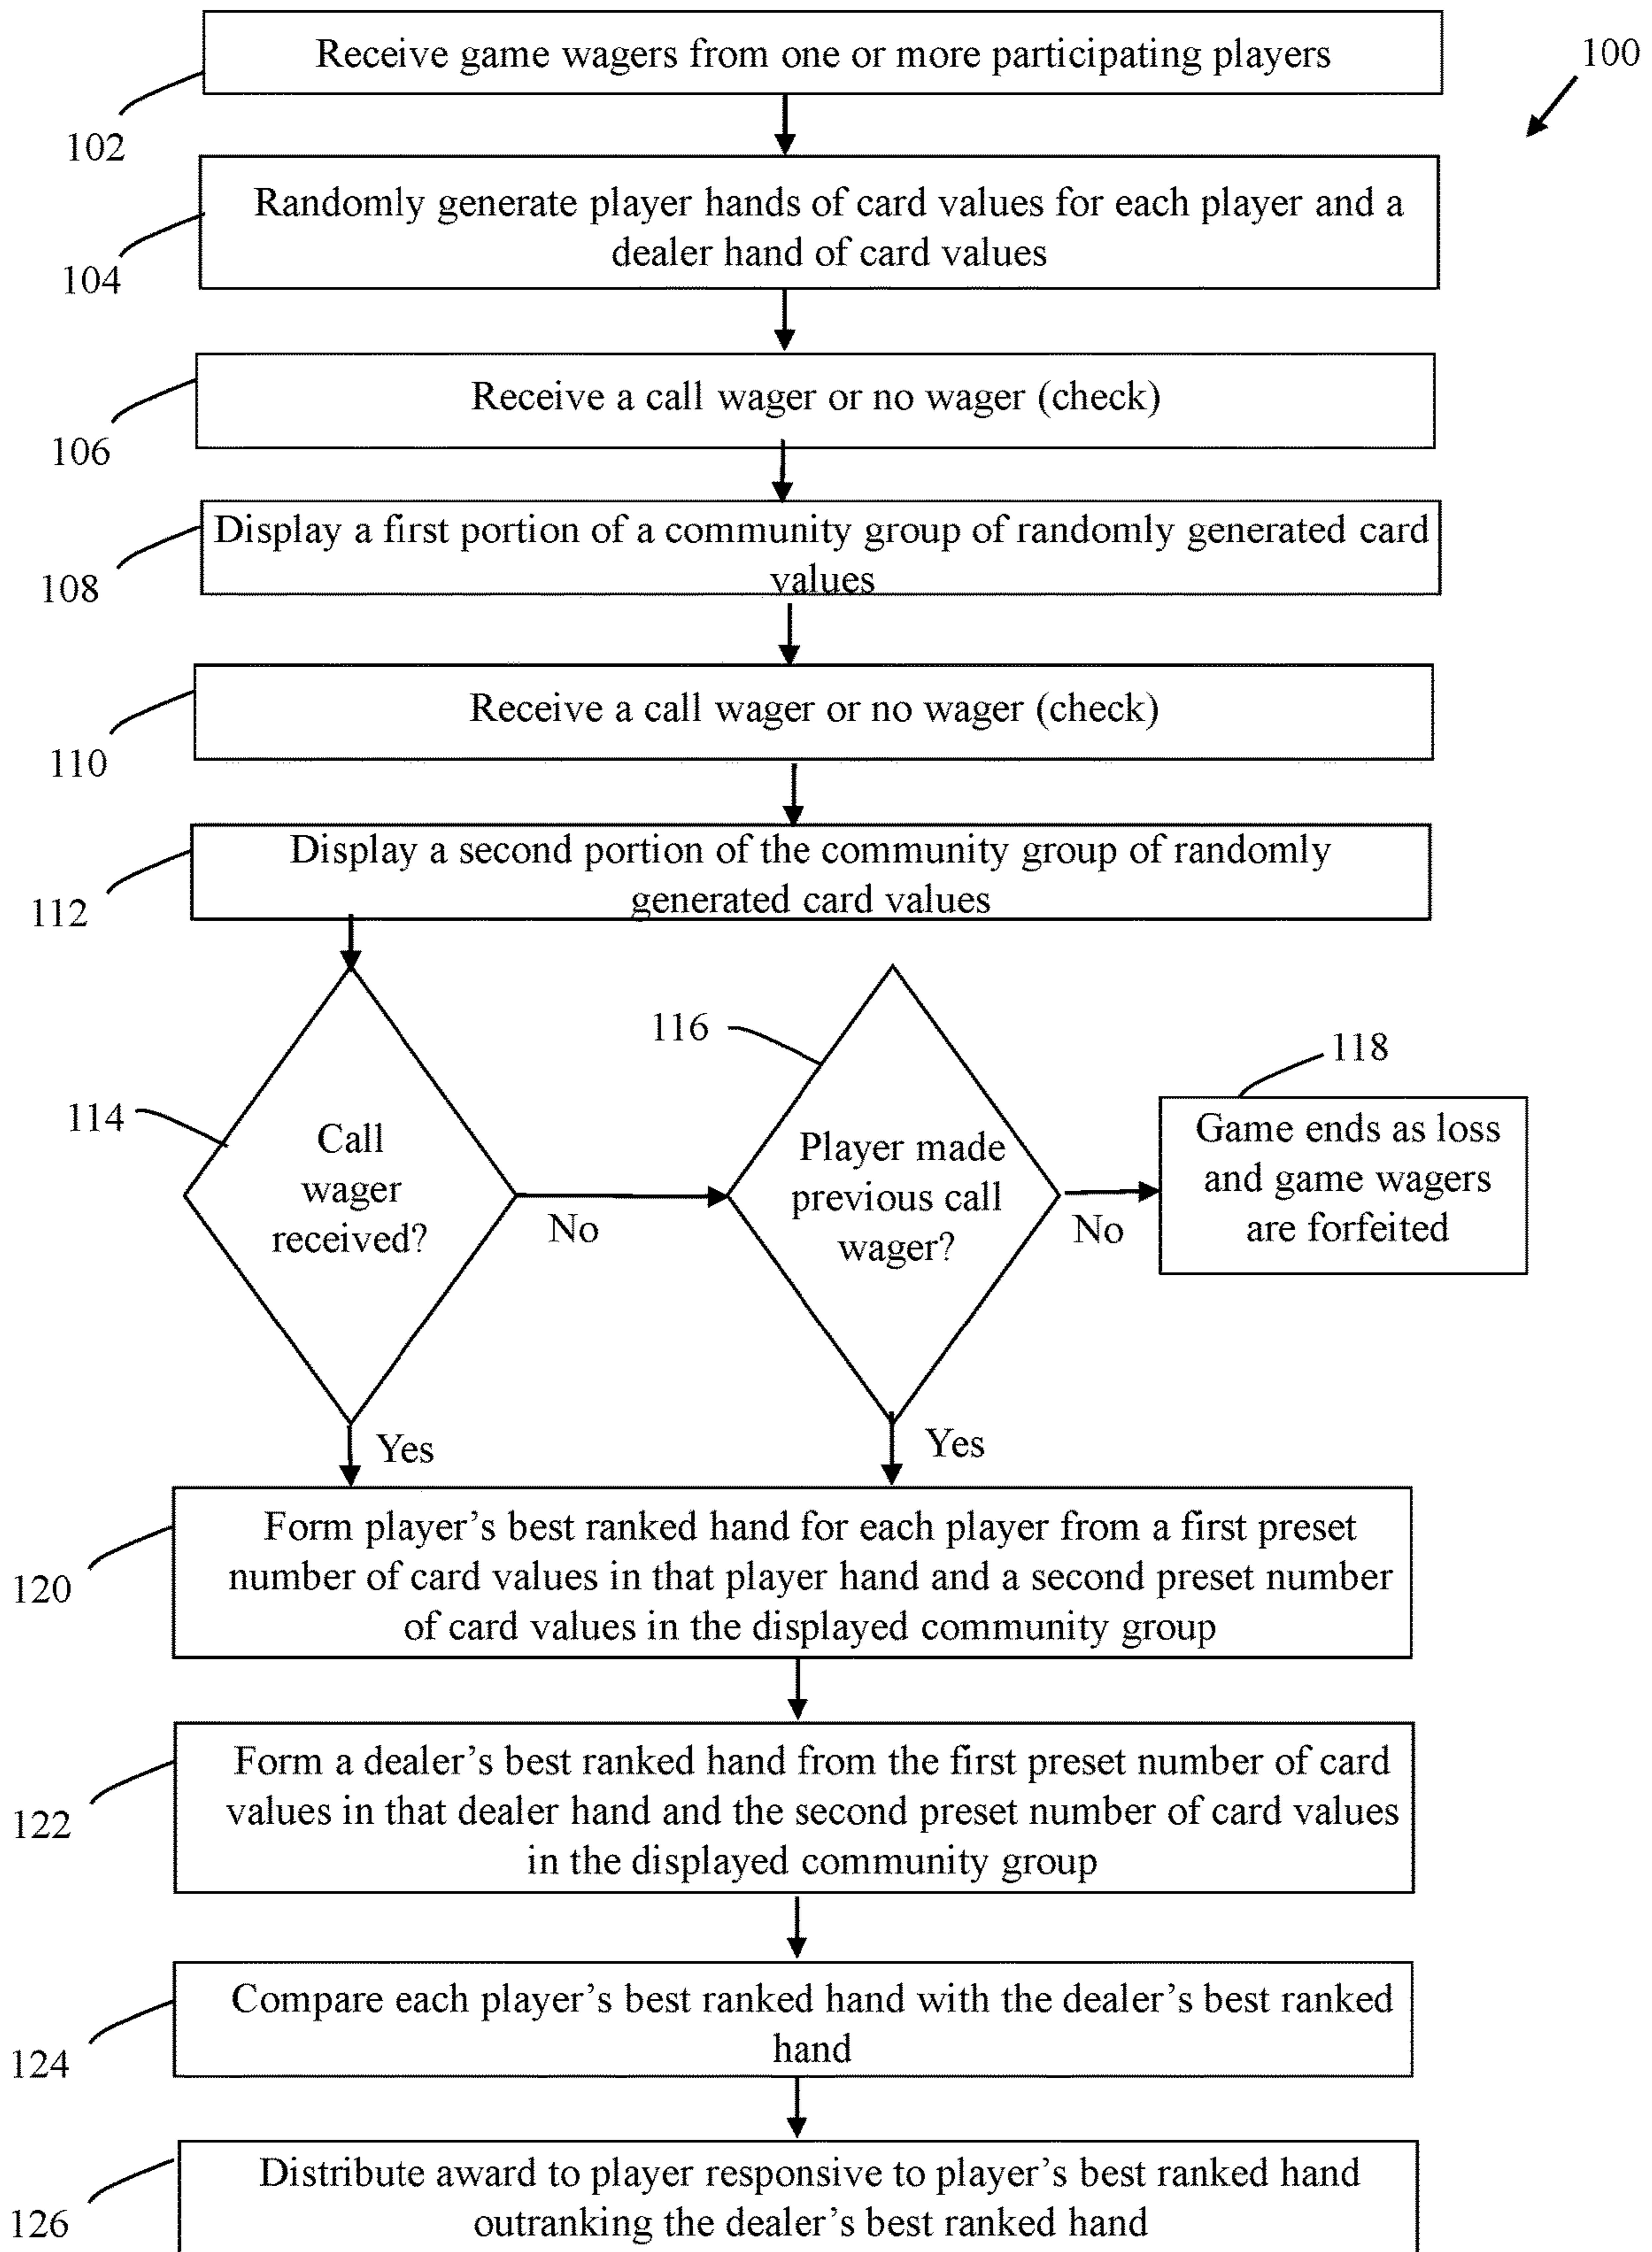 Receive game wagers from one or more participating players
100
102
Randomly generate player hands of card values for each player and a
dealer hand of card values
104
Receive a call wager or no wager (check)
106
Display a first portion of a community group of randomly generated card
values
108
Receive a call wager or no wager (check)
110
Display a second portion of the community group of randomly
generated card values
112
114
Call
wager
received?
No
116
Player made
previous call
wager?
No
118
Game ends as loss
and game wagers
are forfeited
Yes
Yes
Form player’s best ranked hand for each player from a first preset
number of card values in that player hand and a second preset number
of card values in the displayed community group
120
Form a dealer’s best ranked hand from the first preset number of card
values in that dealer hand and the second preset number of card values
in the displayed community group
122
Compare each player’s best ranked hand with the dealer’s best ranked
hand
124
Distribute award to player responsive to player’s best ranked hand
outranking the dealer’s best ranked hand
126